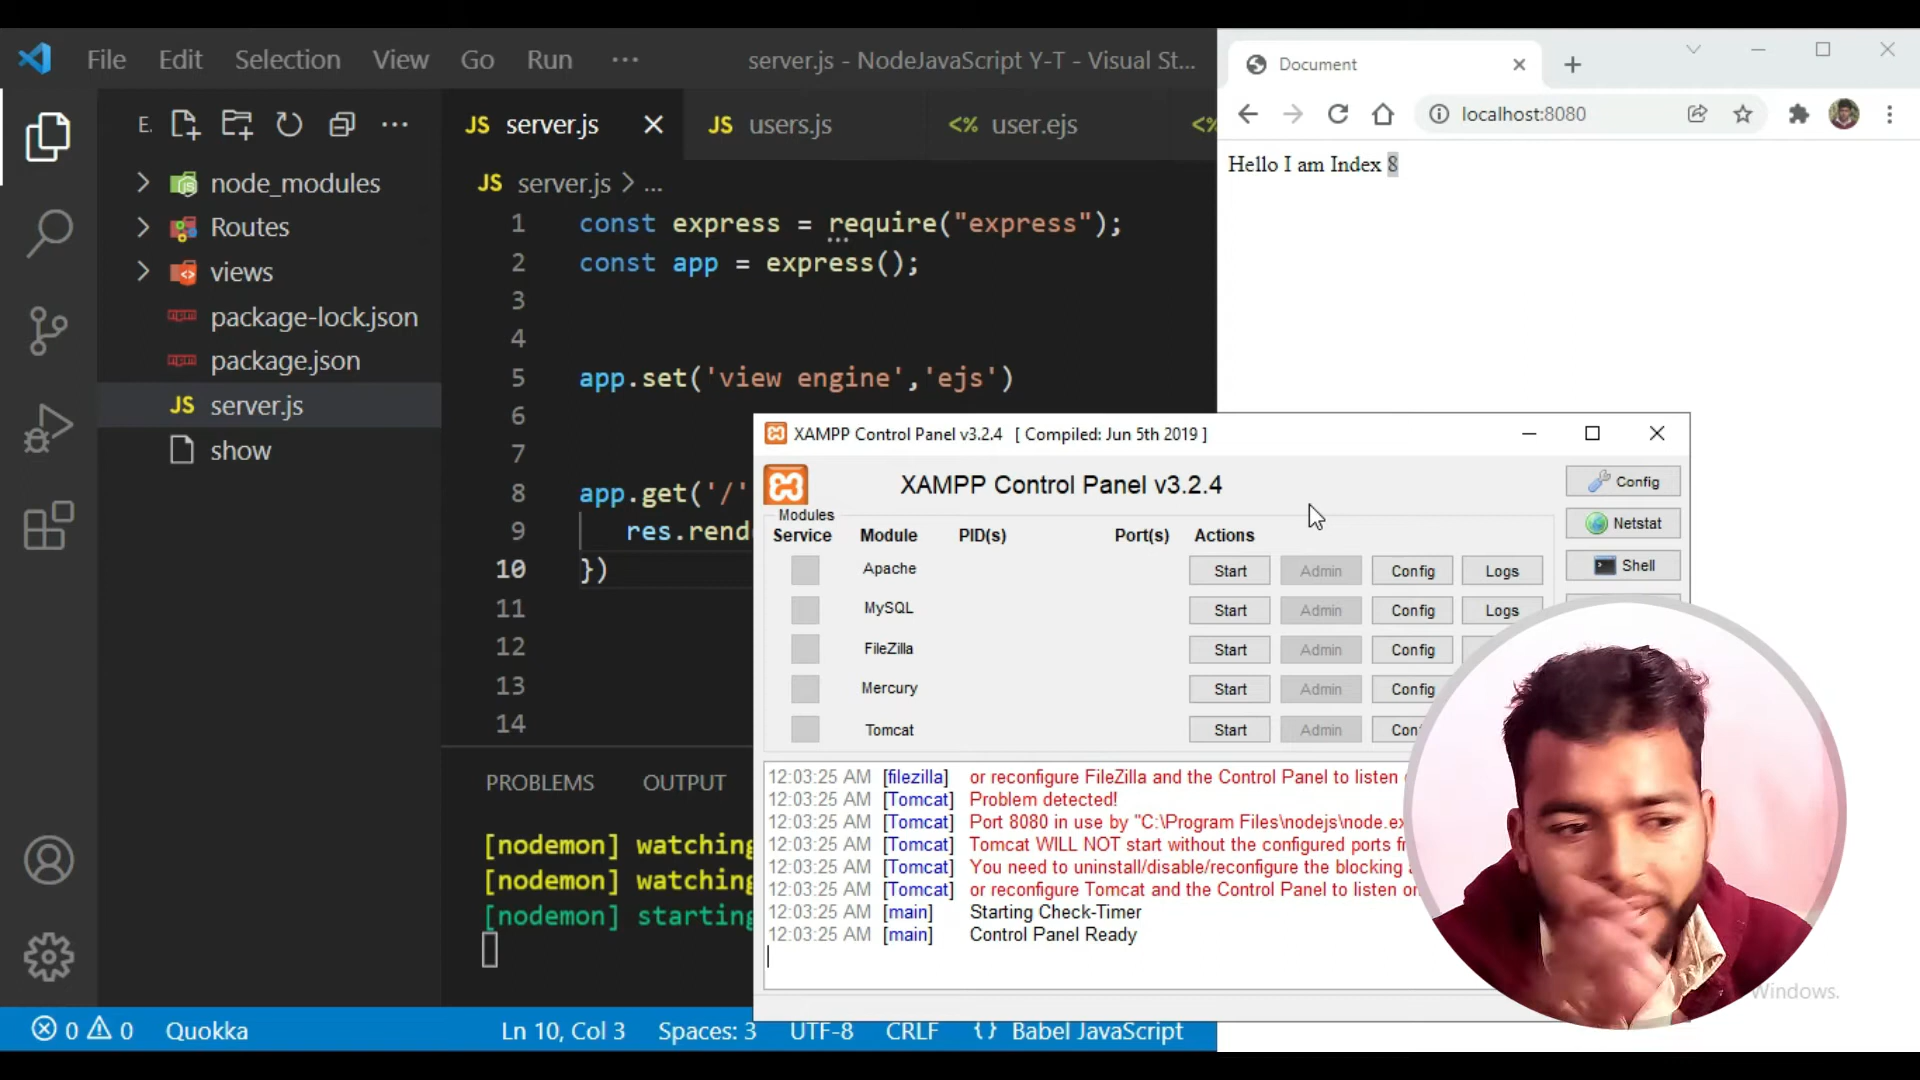 File Edit Selection View Go Run ··· server.js - NodeJavaScript Y-T - Visual St...
E.
node_modules
Routes
views
package-lock.json
package.json
JS server.js
show
JS server.js
JS users.js
<% user.ejs
<%
JS server.js > ...
1 const express = require("express");
2 const app = express();
3
4
5 app.set('view engine','ejs')
6
7
8 app.get('/'
9 res.rend
10 })
11
12
13
14
PROBLEMS OUTPUT
[nodemon] watching
[nodemon] watching
[nodemon] starting
0 0 Quokka Ln 10, Col 3 Spaces: 3 UTF-8 CRLF {} Babel JavaScript
Document
localhost:8080
Hello I am Index 8
XAMPP Control Panel v3.2.4 [ Compiled: Jun 5th 2019 ]
XAMPP Control Panel v3.2.4
Modules
Service Module PID(s) Port(s) Actions
Apache Start Admin Config Logs
MySQL Start Admin Config Logs
FileZilla Start Admin Config
Mercury Start Admin Config
Tomcat Start Admin Con
Config
Netstat
Shell
12:03:25 AM [filezilla] or reconfigure FileZilla and the Control Panel to listen
12:03:25 AM [Tomcat] Problem detected!
12:03:25 AM [Tomcat] Port 8080 in use by "C:\Program Files\nodejs\node.ex
12:03:25 AM [Tomcat] Tomcat WILL NOT start without the configured ports f
12:03:25 AM [Tomcat] You need to uninstall/disable/reconfigure the blocking
12:03:25 AM [Tomcat] or reconfigure Tomcat and the Control Panel to listen on
12:03:25 AM [main] Starting Check-Timer
12:03:25 AM [main] Control Panel Ready
Windows.